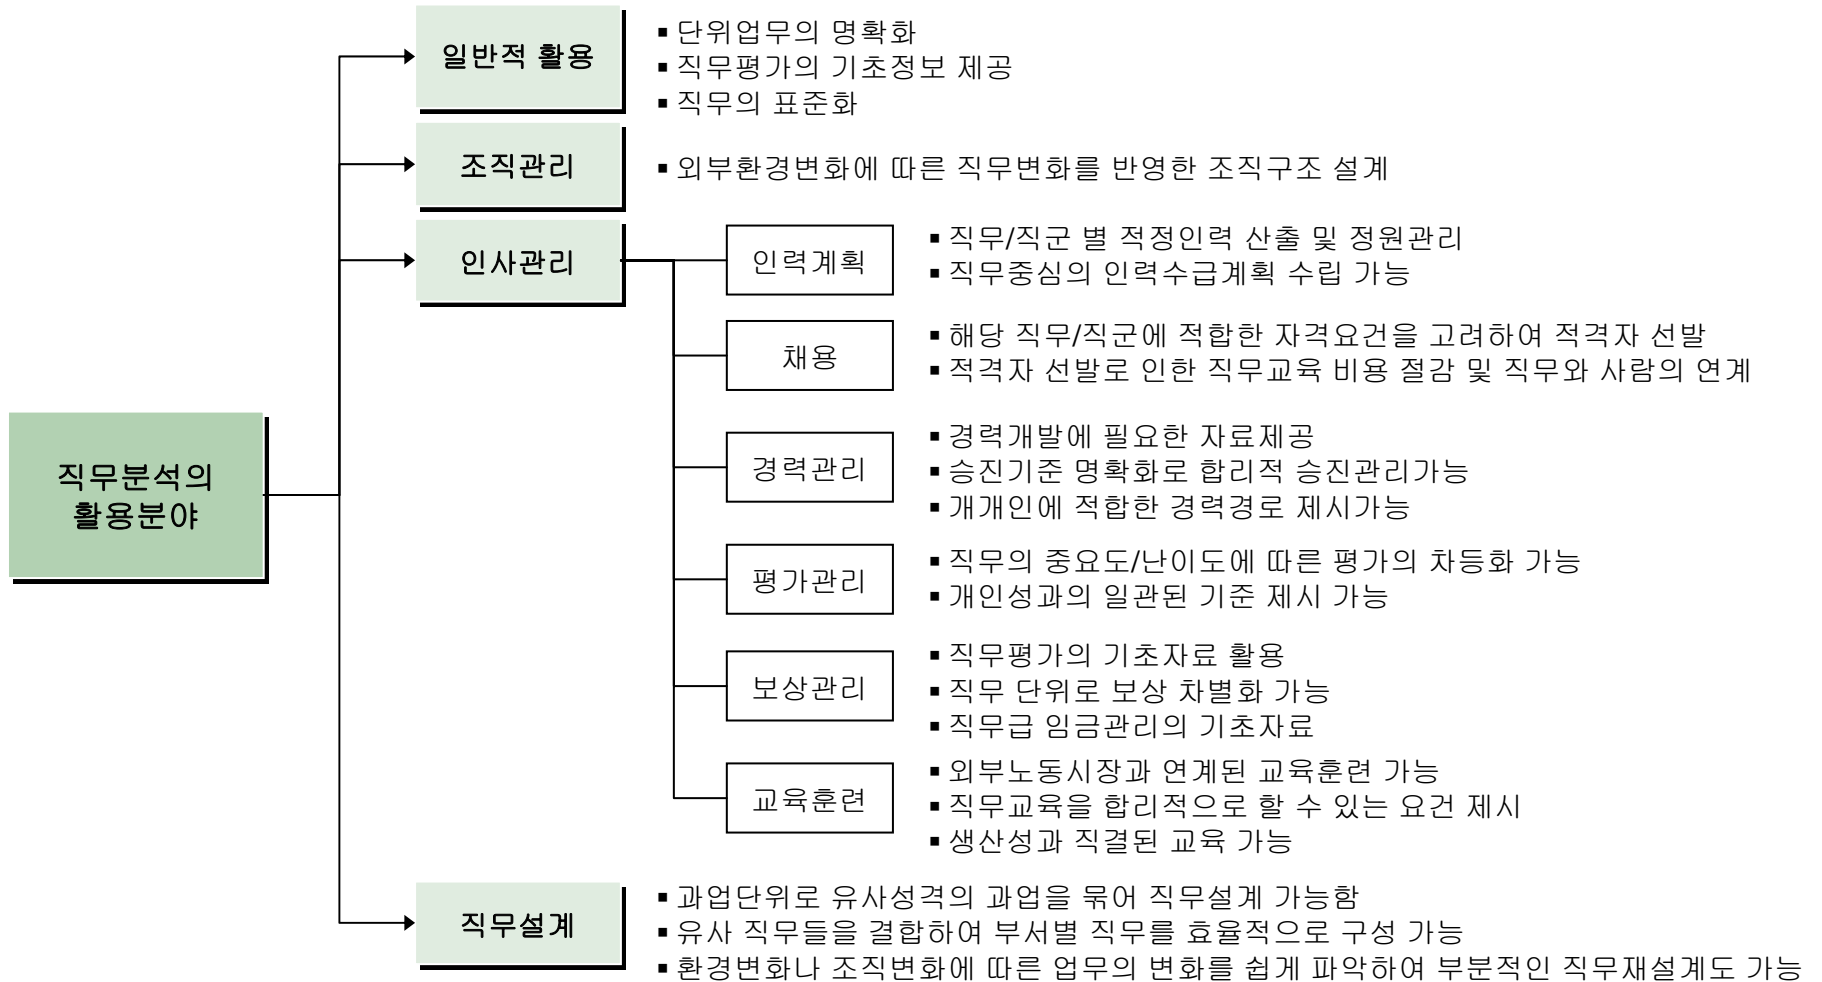 직무분석의
활용분야
일반적 활용
▪ 단위업무의 명확화
▪ 직무평가의 기초정보 제공
▪ 직무의 표준화
조직관리
▪ 외부환경변화에 따른 직무변화를 반영한 조직구조 설계
인사관리
인력계획
▪ 직무/직군 별 적정인력 산출 및 정원관리
▪ 직무중심의 인력수급계획 수립 가능
채용
▪ 해당 직무/직군에 적합한 자격요건을 고려하여 적격자 선발
▪ 적격자 선발로 인한 직무교육 비용 절감 및 직무와 사람의 연계
경력관리
▪ 경력개발에 필요한 자료제공
▪ 승진기준 명확화로 합리적 승진관리가능
▪ 개개인에 적합한 경력경로 제시가능
평가관리
▪ 직무의 중요도/난이도에 따른 평가의 차등화 가능
▪ 개인성과의 일관된 기준 제시 가능
보상관리
▪ 직무평가의 기초자료 활용
▪ 직무 단위로 보상 차별화 가능
▪ 직무급 임금관리의 기초자료
교육훈련
▪ 외부노동시장과 연계된 교육훈련 가능
▪ 직무교육을 합리적으로 할 수 있는 요건 제시
▪ 생산성과 직결된 교육 가능
직무설계
▪ 과업단위로 유사성격의 과업을 묶어 직무설계 가능함
▪ 유사 직무들을 결합하여 부서별 직무를 효율적으로 구성 가능
▪ 환경변화나 조직변화에 따른 업무의 변화를 쉽게 파악하여 부분적인 직무재설계도 가능